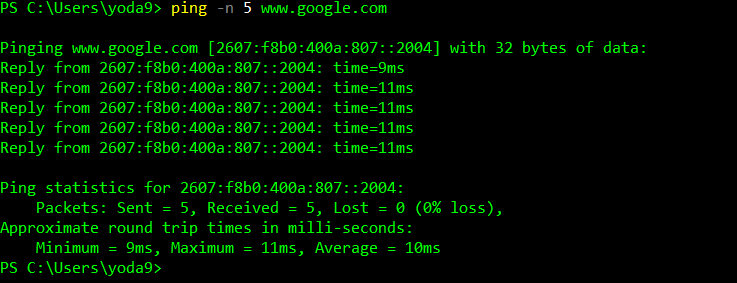 PS C:\Users\yoda9> ping -n 5 www.google.com
Pinging www.google.com [2607:f8b0:400a:807::2004] with 32 bytes of data:
Reply from 2607:f8b0:400a:807::2004: time=9ms
Reply from 2607:f8b0:400a:807::2004: time=11ms
Reply from 2607:f8b0:400a:807::2004: time=11ms
Reply from 2607:f8b0:400a:807::2004: time=11ms
Reply from 2607:f8b0:400a:807::2004: time=11ms
Ping statistics for 2607:f8b0:400a:807::2004:
    Packets: Sent = 5, Received = 5, Lost = 0 (0% loss),
Approximate round trip times in milli-seconds:
    Minimum = 9ms, Maximum = 11ms, Average = 10ms
PS C:\Users\yoda9>